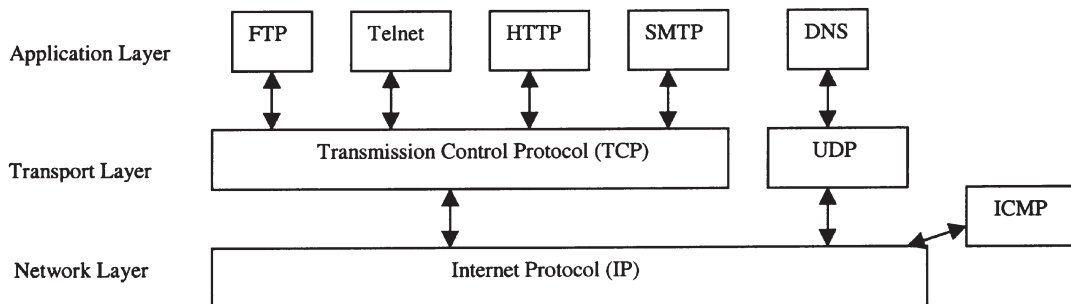 Application Layer
FTP
Telnet
HTTP
SMTP
DNS
Transport Layer
Transmission Control Protocol (TCP)
UDP
ICMP
Network Layer
Internet Protocol (IP)